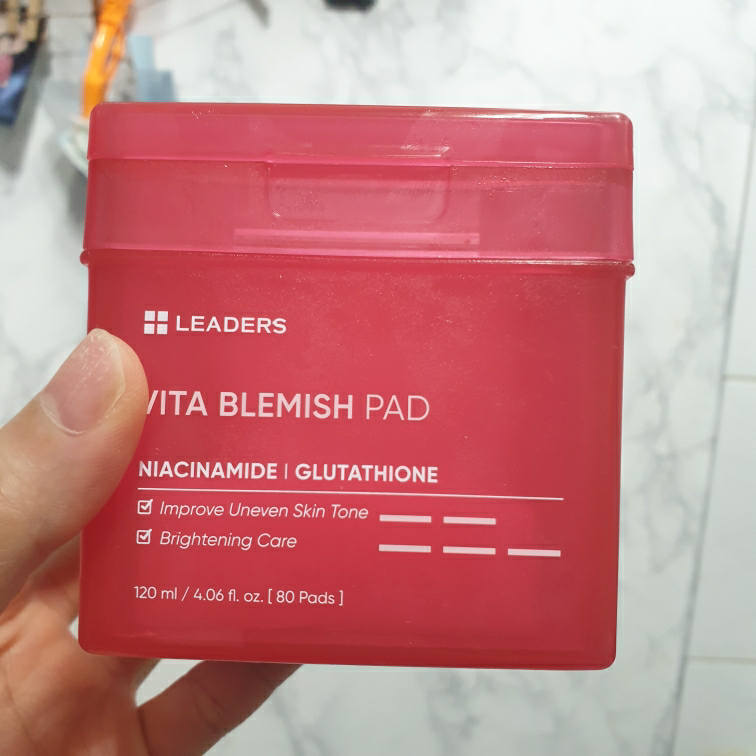 LEADERS
VITA BLEMISH PAD
NIACINAMIDE | GLUTATHIONE
Improve Uneven Skin Tone
Brightening Care
120 ml / 4.06 fl. oz. [ 80 Pads ]